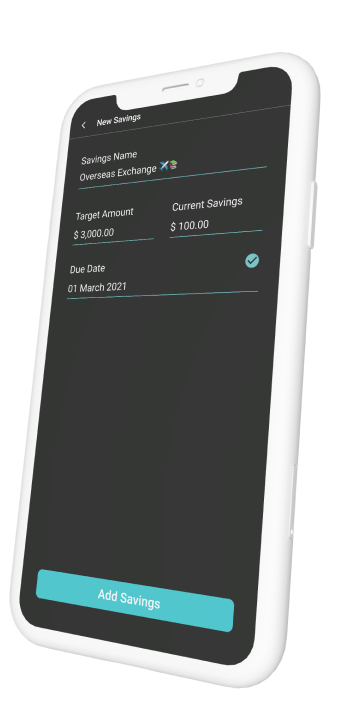 New Savings
Savings Name
Overseas Exchange ✈️📚
Target Amount
Current Savings
$ 3,000.00
$ 100.00
Due Date
01 March 2021
Add Savings